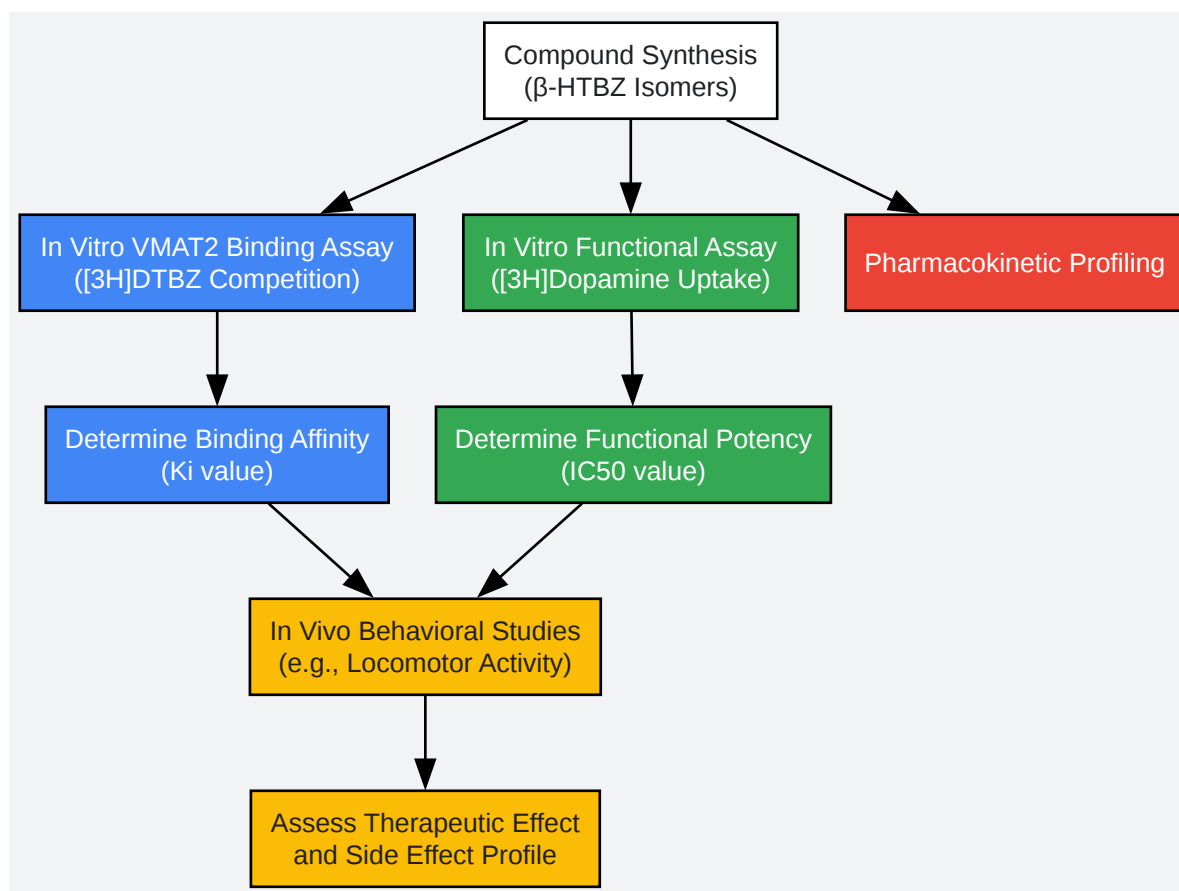 Compound Synthesis
(β-HTBZ Isomers)
In Vitro VMAT2 Binding Assay
([3H]DTBZ Competition)
In Vitro Functional Assay
([3H]Dopamine Uptake)
Pharmacokinetic Profiling
Determine Binding Affinity
(Ki value)
Determine Functional Potency
(IC50 value)
In Vivo Behavioral Studies
(e.g., Locomotor Activity)
Assess Therapeutic Effect
and Side Effect Profile